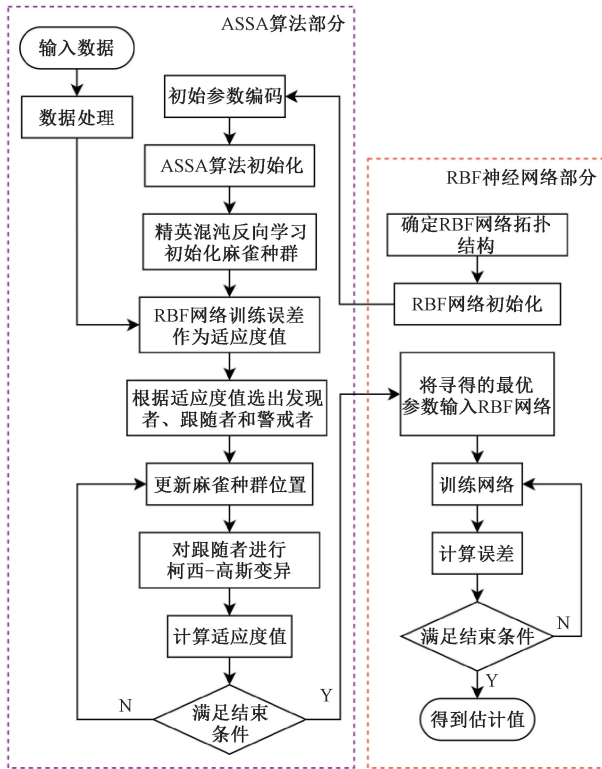 ASSA算法部分
输入数据
数据处理
初始参数编码
ASSA算法初始化
精英混沌反向学习
初始化麻雀种群
RBF网络训练误差
作为适应度值
根据适应度值选出发现
者、跟随者和警戒者
更新麻雀种群位置
对跟随者进行
柯西-高斯变异
计算适应度值
满足结束
条件
N
Y
RBF神经网络部分
确定RBF网络拓扑
结构
RBF网络初始化
将寻得的最优
参数输入RBF网络
训练网络
计算误差
满足结束条件
N
Y
得到估计值